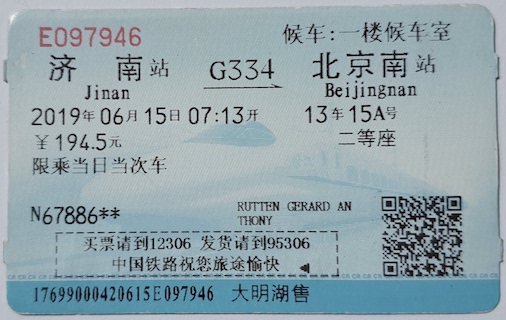 E097946 候车:一楼候车室
济南站 G334 北京南站
Jinan Beijingnan
2019年06月15日07:13开 13车15A号
￥194.5元 二等座
限乘当日当次车
N67886**
RUTTEN GERARD AN
THONY
买票请到12306 发货请到95306
中国铁路祝您旅途愉快
17699000420615E097946 大明湖售